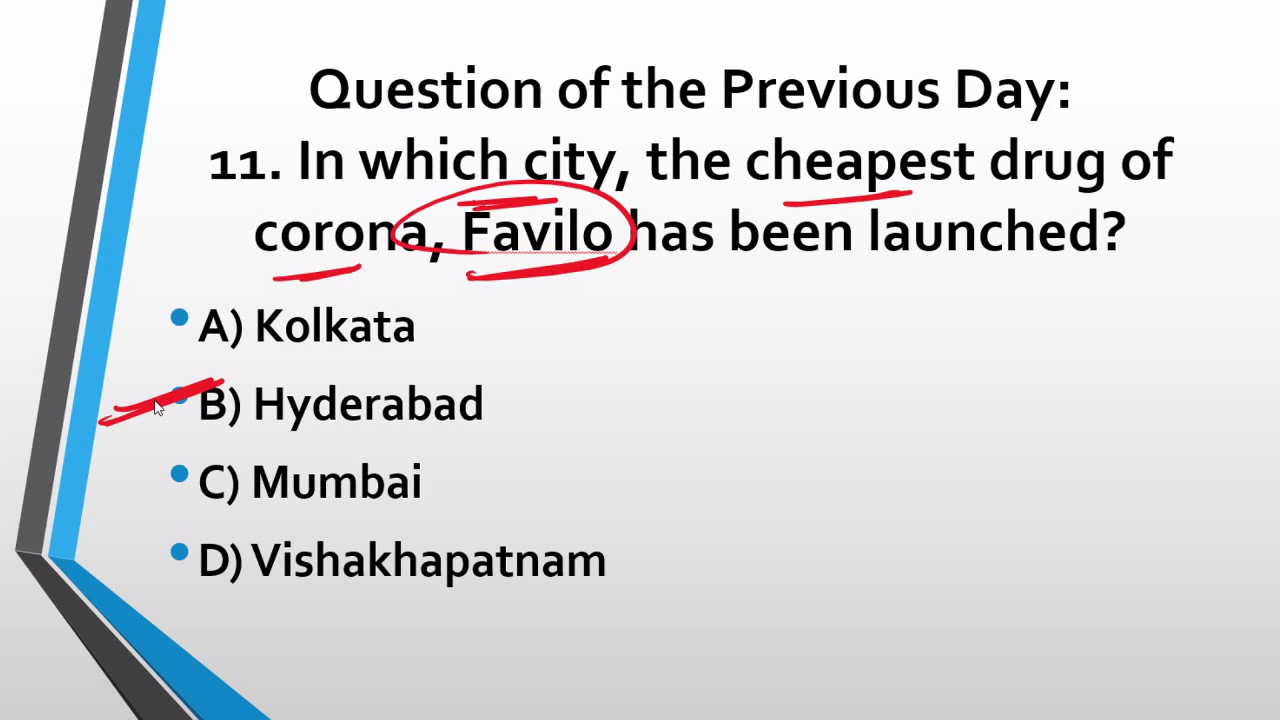 Question of the Previous Day:
11. In which city, the cheapest drug of
corona, Favilo has been launched?
A) Kolkata
B) Hyderabad
C) Mumbai
D) Vishakhapatnam